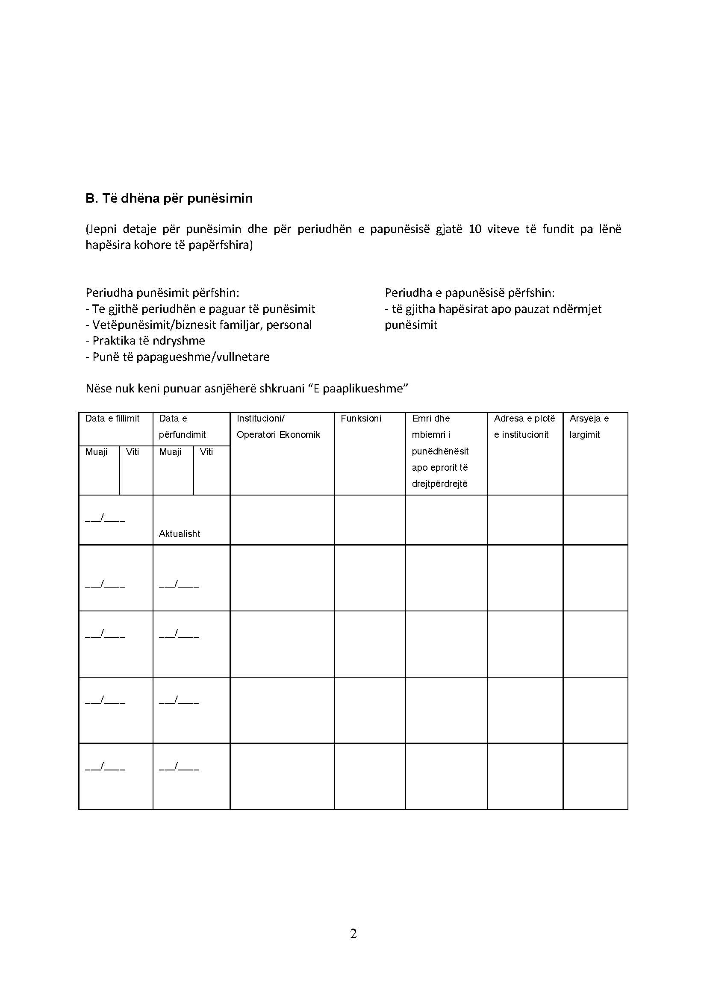 B. Të dhëna për punësimin
(Jepni detaje për punësimin dhe për periudhën e papunësisë gjatë 10 viteve të fundit pa lënë
hapësira kohore të papërfshira)
Periudha punësimit përfshin:
- Te gjithë periudhën e paguar të punësimit
- Vetëpunësimit/biznesit familjar, personal
- Praktika të ndryshme
- Punë të papagueshme/vullnetare
Periudha e papunësisë përfshin:
- të gjitha hapësirat apo pauzat ndërmjet
punësimit
Nëse nuk keni punuar asnjëherë shkruani “E paaplikueshme”
Data e fillimit
Data e
përfundimit
Institucioni/
Operatori Ekonomik
Funksioni
Emri dhe
mbiemri i
punëdhënësit
apo eprorit të
drejtpërdrejtë
Adresa e plotë
e institucionit
Arsyeja e
largimit
Muaji
Viti
Muaji
Viti
___/____
Aktualisht
___/____
___/____
___/____
___/____
___/____
___/____
___/____
___/____
2